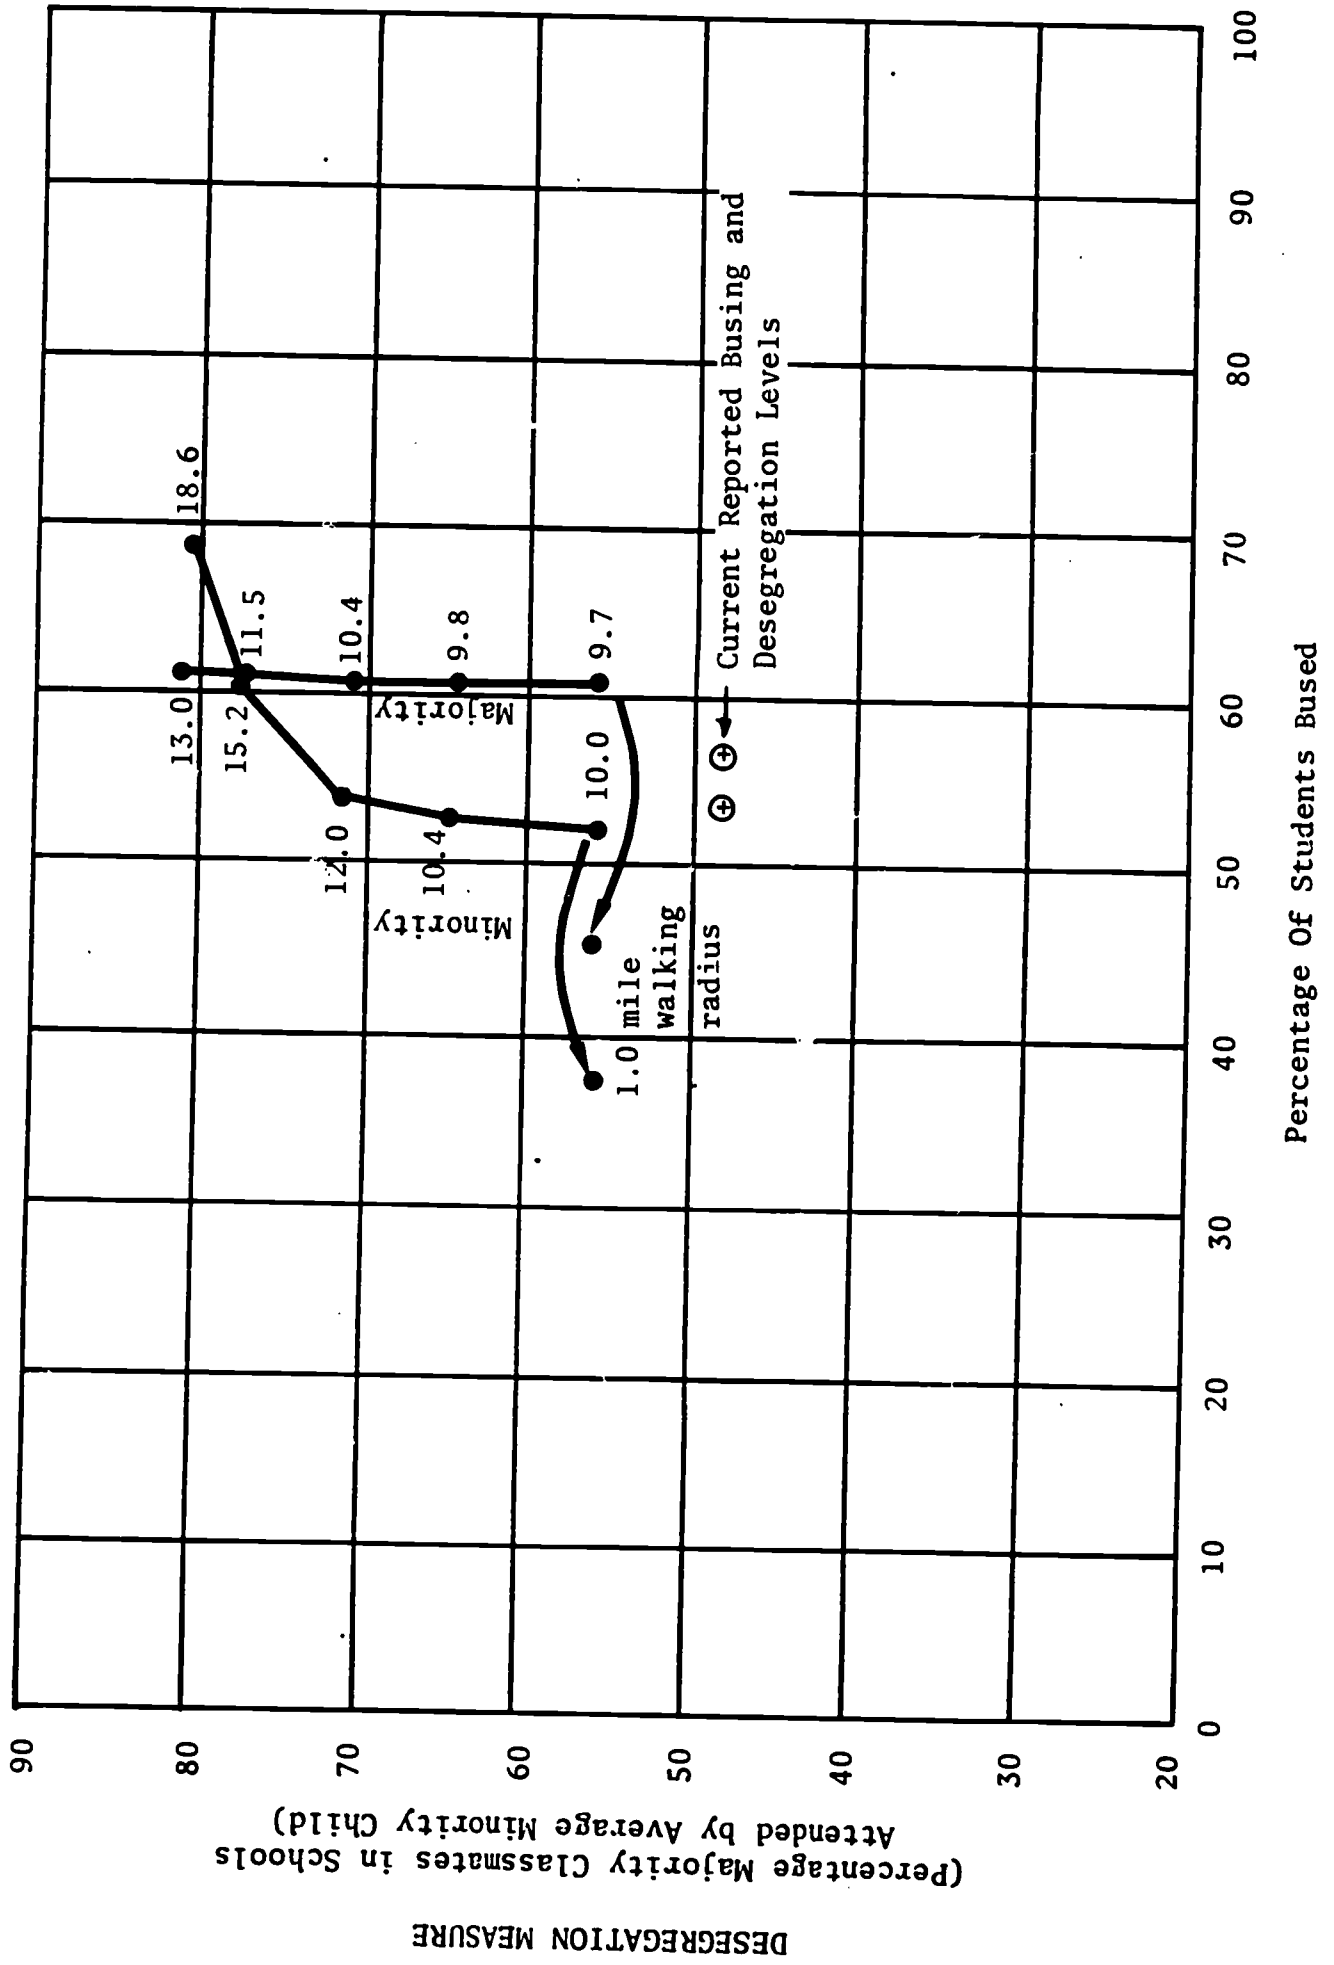 DESEGREGATION MEASURE
(Percentage Majority Classmates in Schools
Attended by Average Minority Child)
90
80
70
60
50
40
30
20
18.6
13.0
11.5
15.2
10.4
9.8
9.7
Majority
12.0
10.4
10.0
Minority
Current Reported Busing and
Desegregation Levels
1.0 mile
walking
radius
0
10
20
30
40
50
60
70
80
90
100
Percentage Of Students Bused